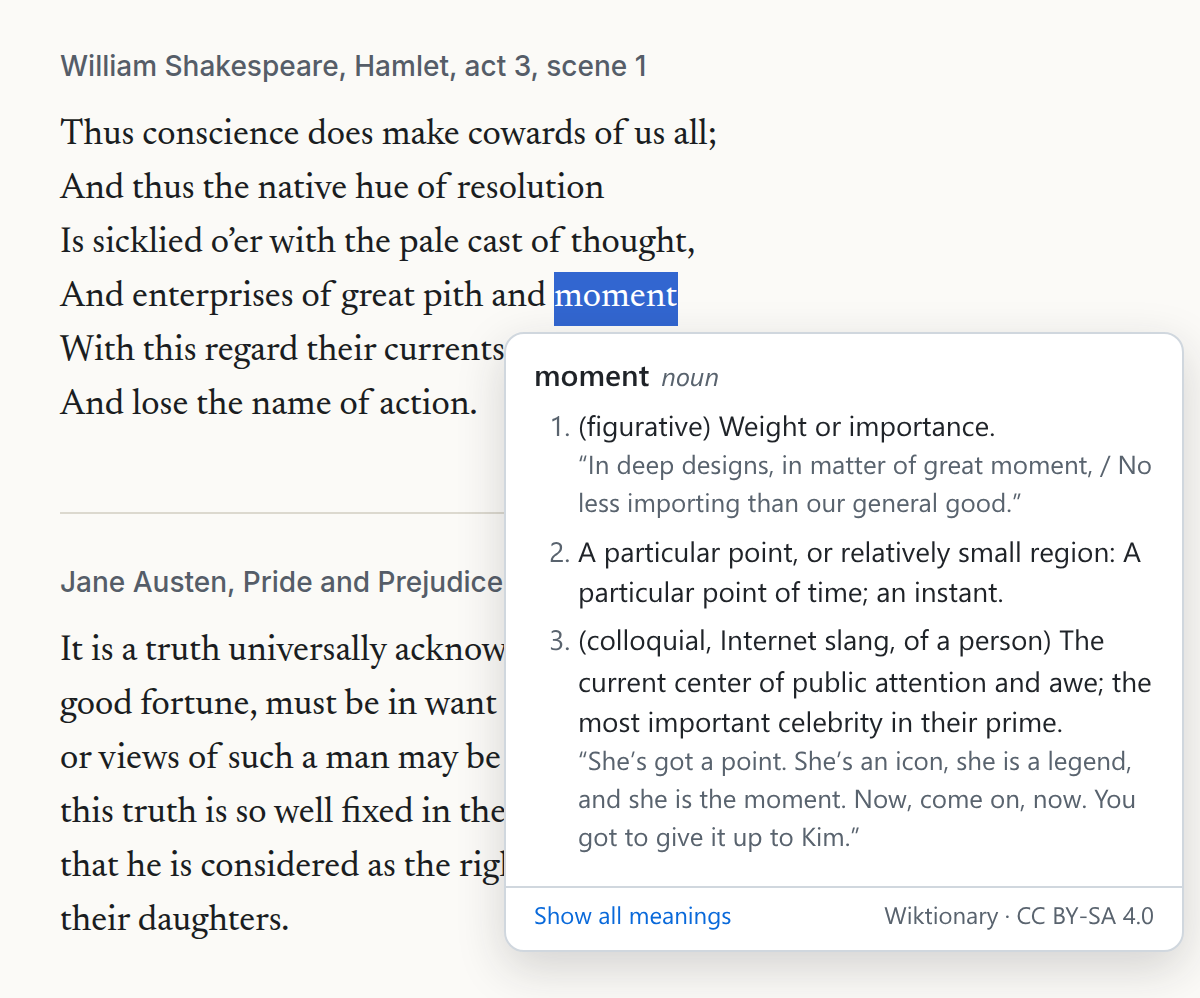 William Shakespeare, Hamlet, act 3, scene 1
Thus conscience does make cowards of us all;
And thus the native hue of resolution
Is sicklied o’er with the pale cast of thought,
And enterprises of great pith and moment
With this regard their currents
And lose the name of action.
moment noun
1. (figurative) Weight or importance.
“In deep designs, in matter of great moment, / No
less importing than our general good.”
2. A particular point, or relatively small region: A
particular point of time; an instant.
3. (colloquial, Internet slang, of a person) The
current center of public attention and awe; the
most important celebrity in their prime.
“She’s got a point. She’s an icon, she is a legend,
and she is the moment. Now, come on, now. You
got to give it up to Kim.”
Show all meanings
Wiktionary · CC BY-SA 4.0
Jane Austen, Pride and Prejudice
It is a truth universally
good fortune, must be in want
or views of such a man may be
this truth is so well fixed in the
that he is considered as the
their daughters.